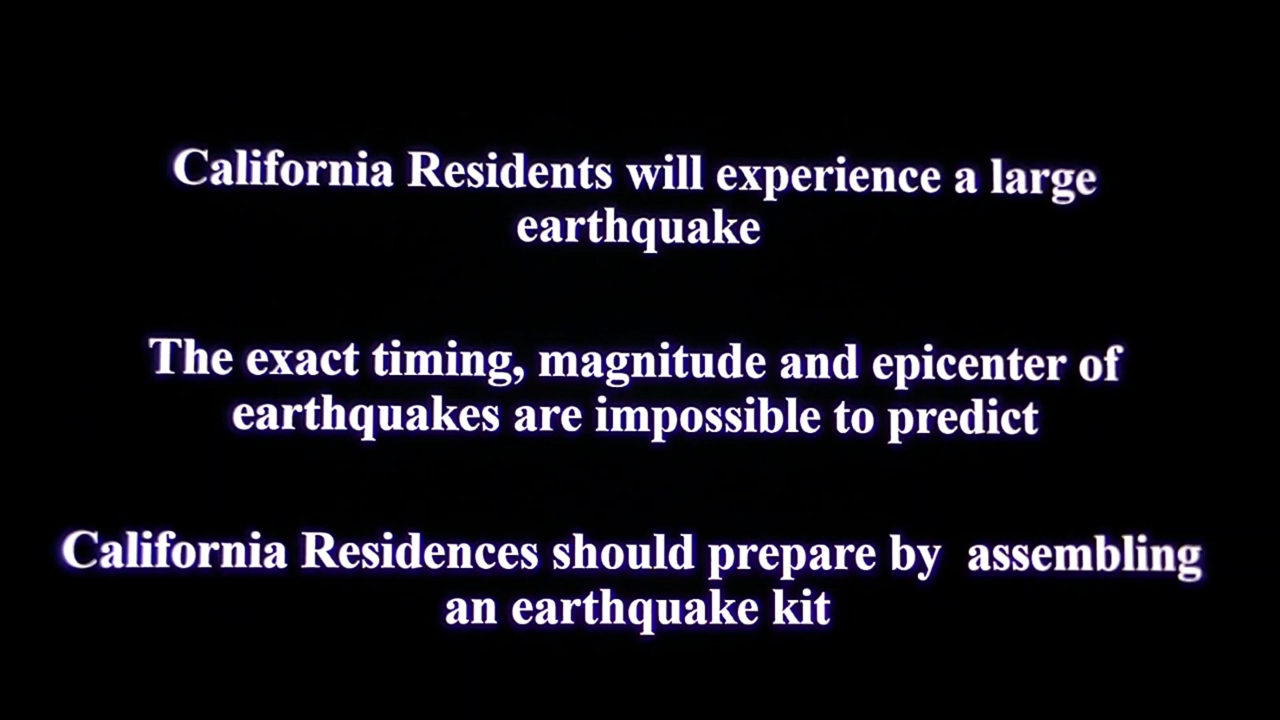 California Residents will experience a large
earthquake
The exact timing, magnitude and epicenter of
earthquakes are impossible to predict
California Residences should prepare by  assembling
an earthquake kit